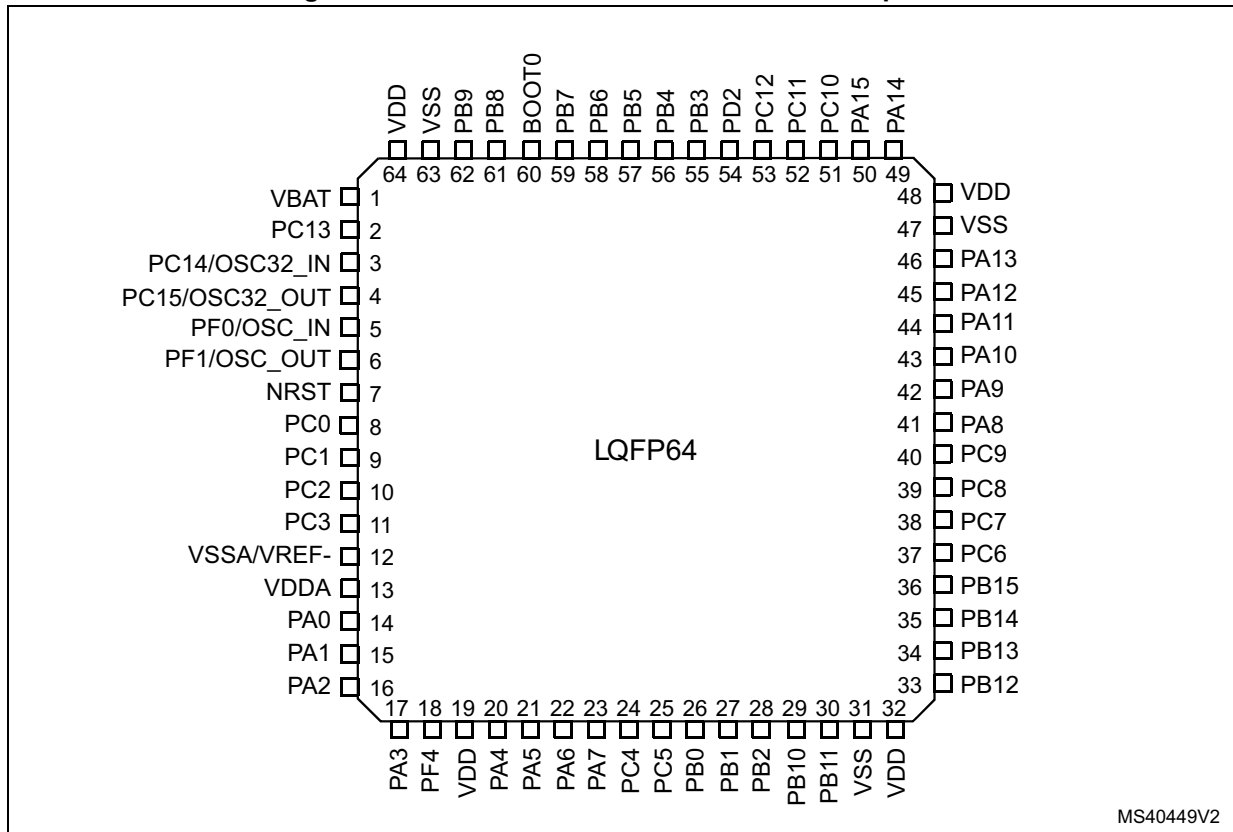 VDD
VSS
PB9
PB8
BOOT0
PB7
PB6
PB5
PB4
PB3
PD2
PC12
PC11
PC10
PA15
PA14
64 63 62 61 60 59 58 57 56 55 54 53 52 51 50 49
VBAT 1
PC13 2
PC14/OSC32_IN 3
PC15/OSC32_OUT 4
PF0/OSC_IN 5
PF1/OSC_OUT 6
NRST 7
PC0 8
PC1 9
PC2 10
PC3 11
VSSA/VREF- 12
VDDA 13
PA0 14
PA1 15
PA2 16
LQFP64
48 VDD
47 VSS
46 PA13
45 PA12
44 PA11
43 PA10
42 PA9
41 PA8
40 PC9
39 PC8
38 PC7
37 PC6
36 PB15
35 PB14
34 PB13
33 PB12
17 18 19 20 21 22 23 24 25 26 27 28 29 30 31 32
PA3
PF4
VDD
PA4
PA5
PA6
PA7
PC4
PC5
PB0
PB1
PB2
PB10
PB11
VSS
VDD
MS40449V2